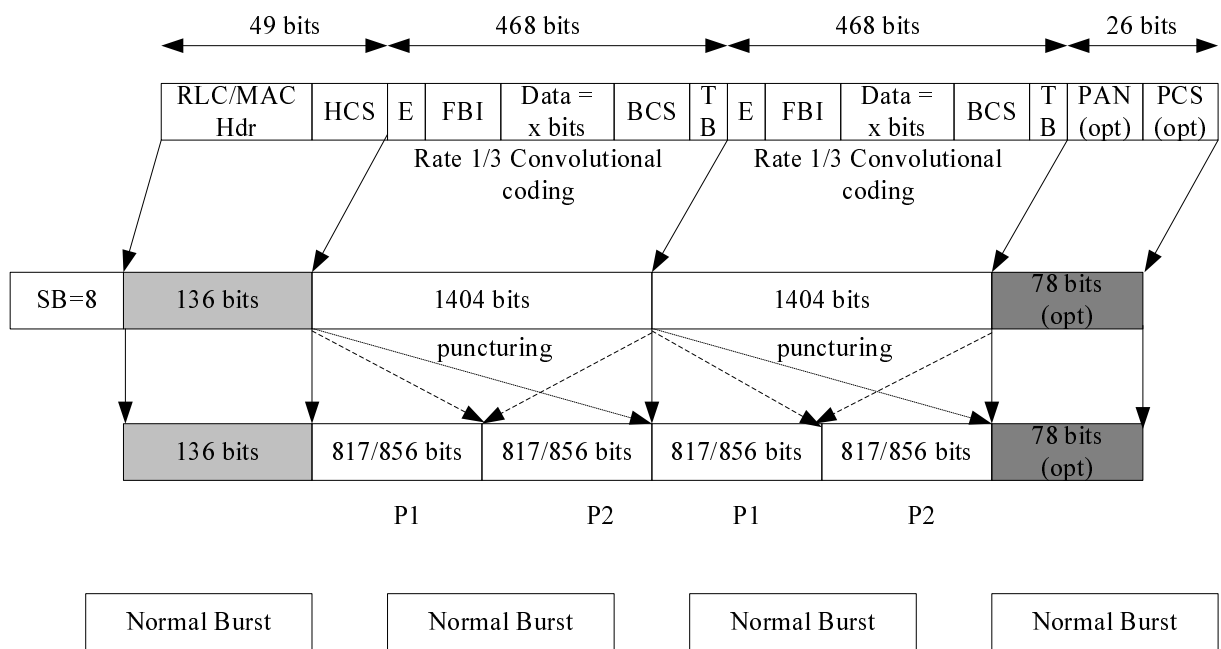 49 bits 468 bits 468 bits 26 bits
RLC/MAC Hdr HCS E FBI Data = x bits BCS T B E FBI Data = x bits BCS T B PAN (opt) PCS (opt)
Rate 1/3 Convolutional coding Rate 1/3 Convolutional coding
SB=8 136 bits 1404 bits 1404 bits 78 bits (opt)
puncturing puncturing
136 bits 817/856 bits 817/856 bits 817/856 bits 817/856 bits 78 bits (opt)
P1 P2 P1 P2
Normal Burst Normal Burst Normal Burst Normal Burst